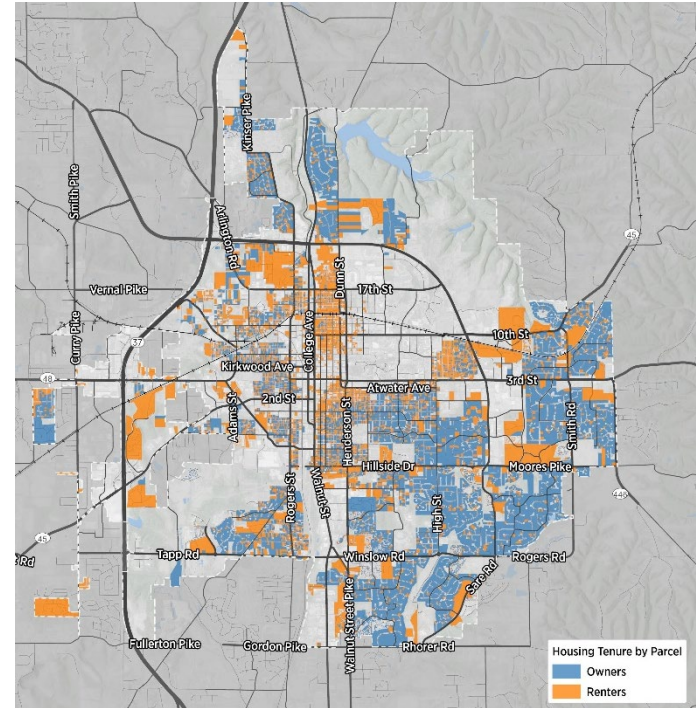 Kinser Pike
Smith Pike
Arlington Rd
45
Dunn St
Vernal Pike
17th St
College Ave
Curry Pike
37
10th St
Kirkwood Ave
48
3rd St
Atwater Ave
2nd St
Adams St
Henderson St
Smith Rd
Hillside Dr
Moores Pike
Rogers St
Walnut St
High St
446
45
Tapp Rd
Winslow Rd
Rogers Rd
Sare Rd
Walnut Street Pike
Fullerton Pike
Gordon Pike
Rhorer Rd
Housing Tenure by Parcel
Owners
Renters